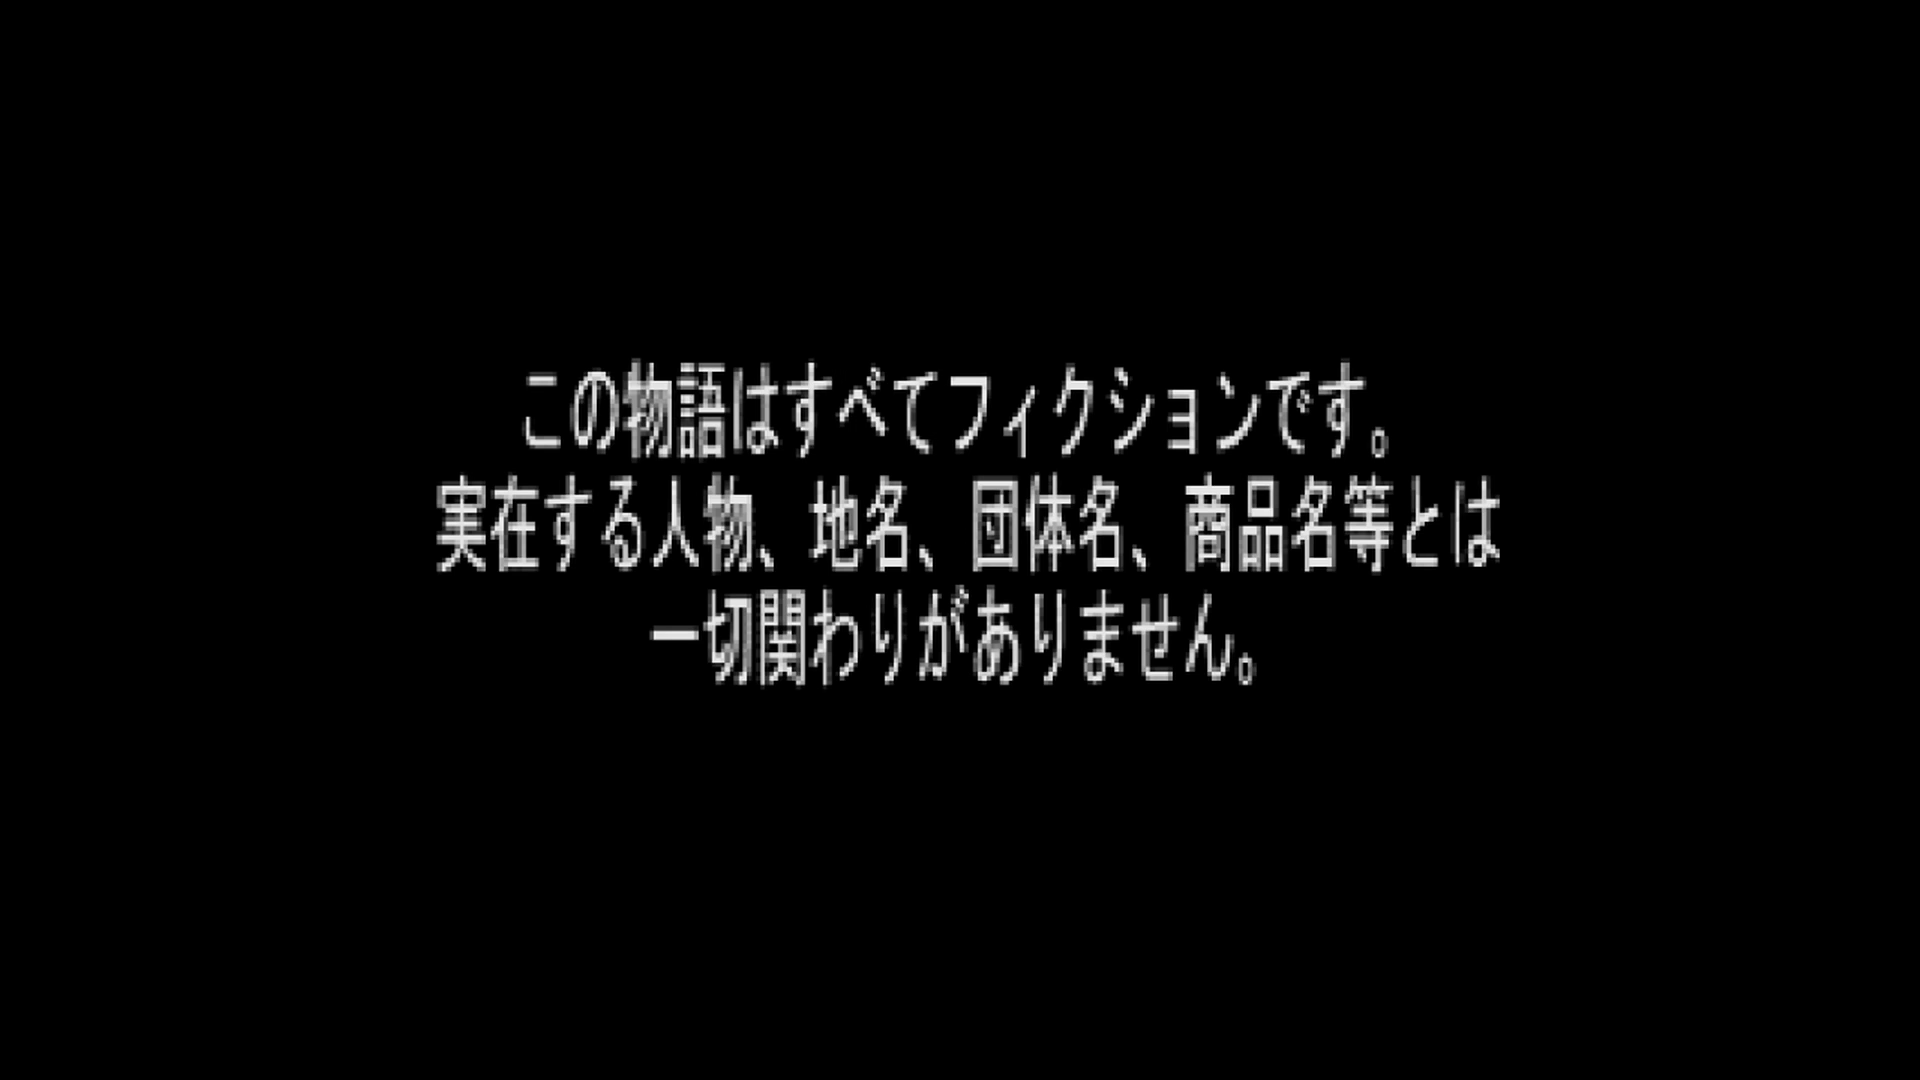 この物語はすべてフィクションです。
実在する人物、地名、団体名、商品名等とは
一切関わりがありません。